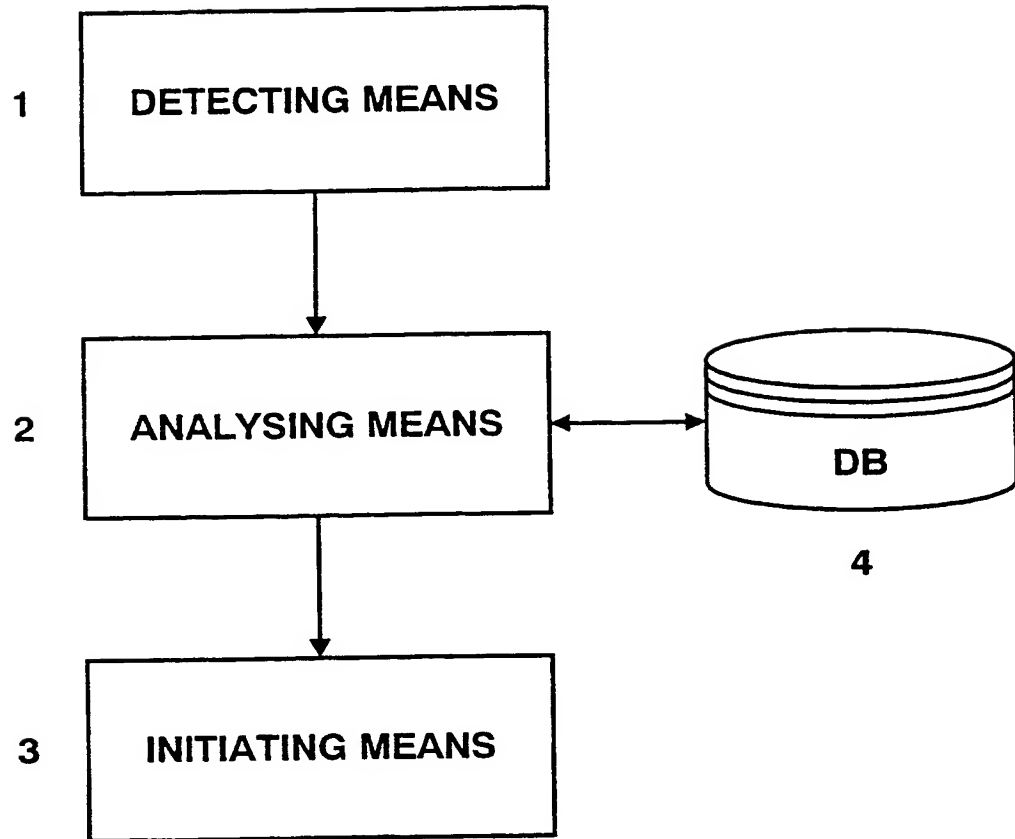 1 DETECTING MEANS
2 ANALYSING MEANS
DB
4
3 INITIATING MEANS